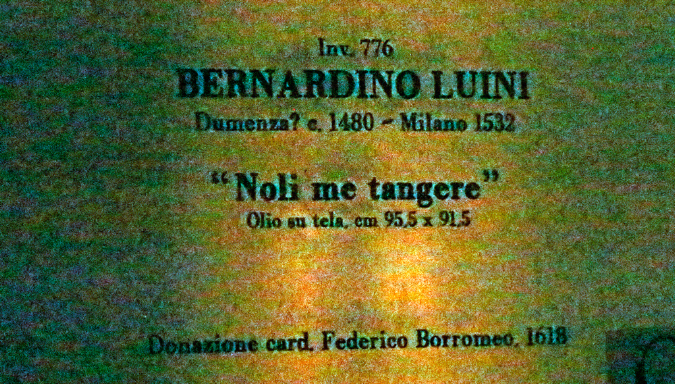 Inv. 776
BERNARDINO LUINI
Dumenza? c. 1480 - Milano 1532
"Noli me tangere"
Olio su tela, cm 95,5 x 91,5
Donazione card. Federico Borromeo, 1618